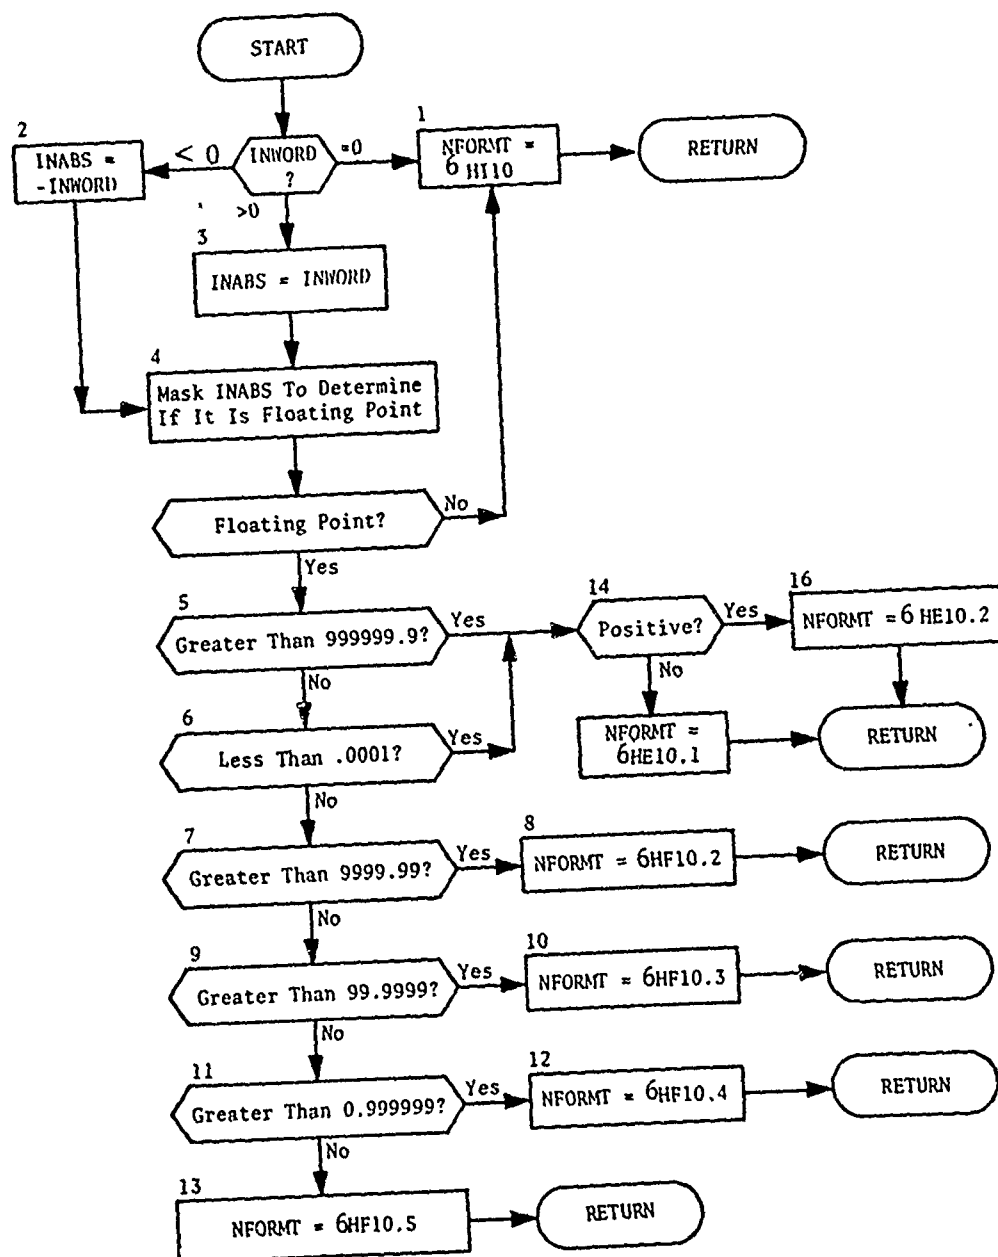 START
2
1
INABS =
-INWORD
< 0
INWORD
?
=0
NFORMT =
6HI10
RETURN
>0
3
INABS = INWORD
4
Mask INABS To Determine
If It Is Floating Point
Floating Point?
No
Yes
5
Greater Than 999999.9?
Yes
14
Positive?
Yes
16
NFORMT = 6HE10.2
No
No
6
Less Than .0001?
Yes
NFORMT =
6HE10.1
RETURN
No
7
Greater Than 9999.99?
Yes
8
NFORMT = 6HF10.2
RETURN
No
9
Greater Than 99.9999?
Yes
10
NFORMT = 6HF10.3
RETURN
No
11
Greater Than 0.999999?
Yes
12
NFORMT = 6HF10.4
RETURN
No
13
NFORMT = 6HF10.5
RETURN